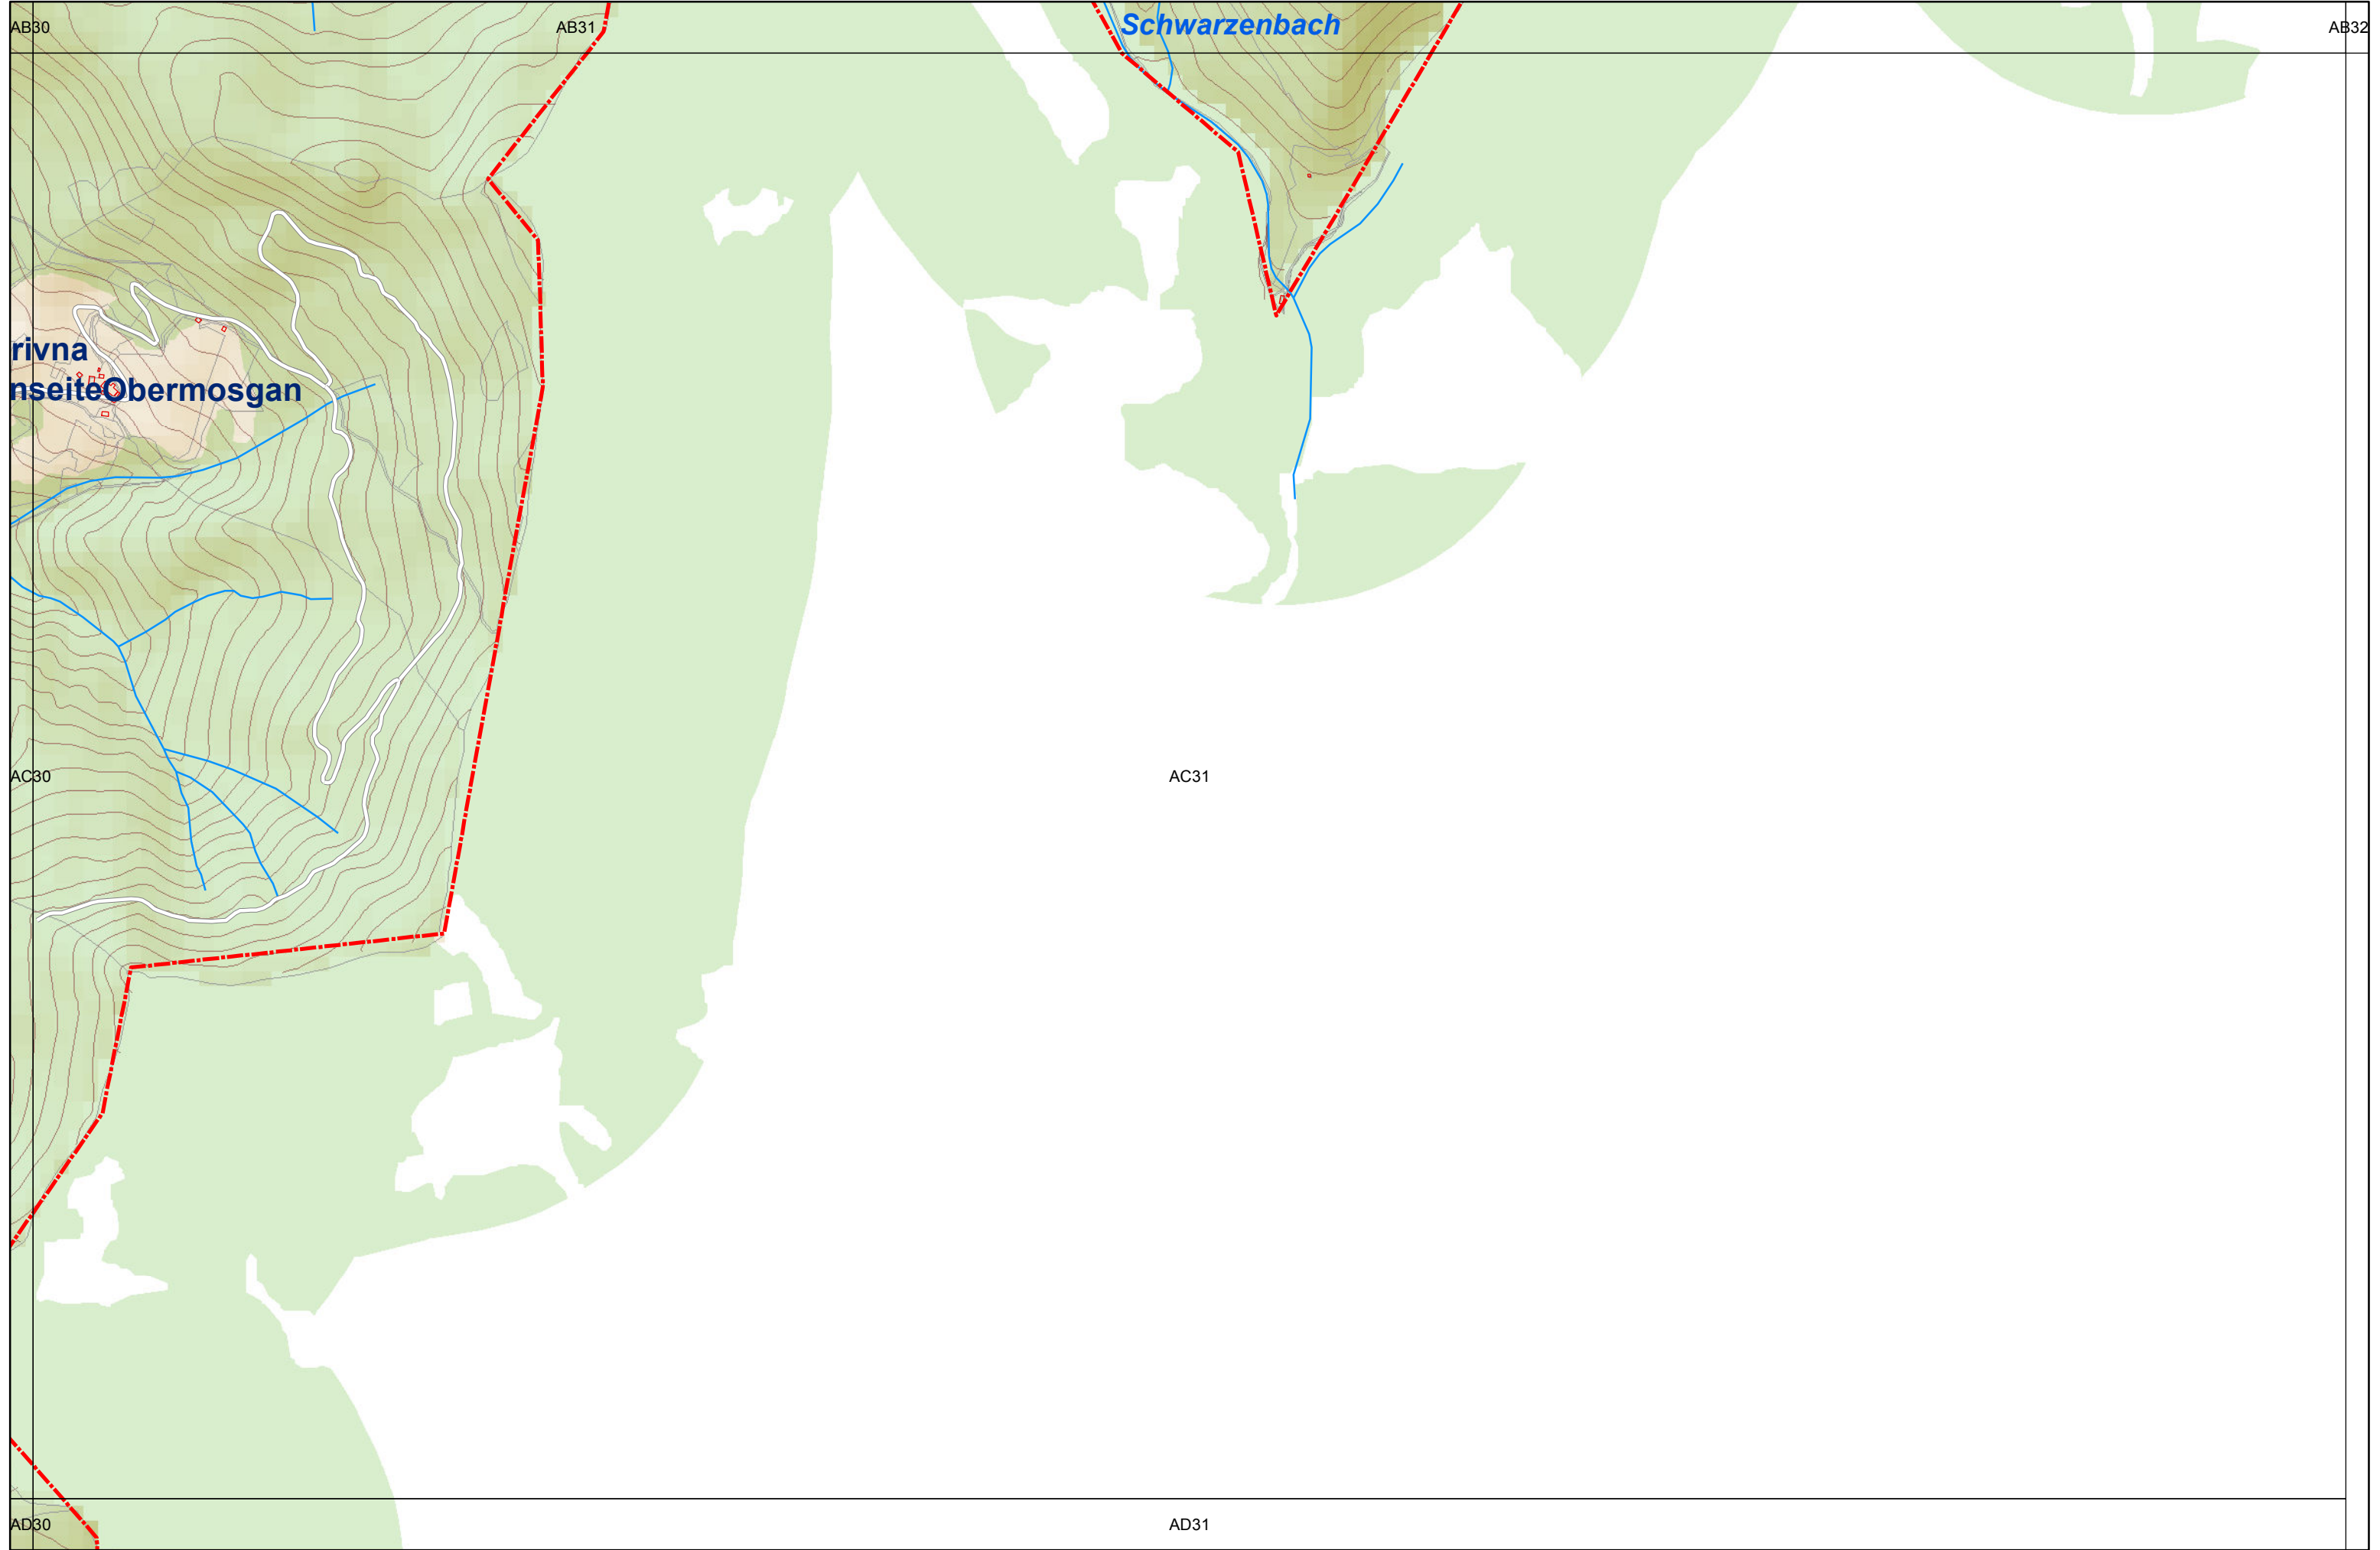 AB30
AB31
Schwarzenbach
AB32
rivna
nseiteObermosgan
AC30
AC31
AD30
AD31